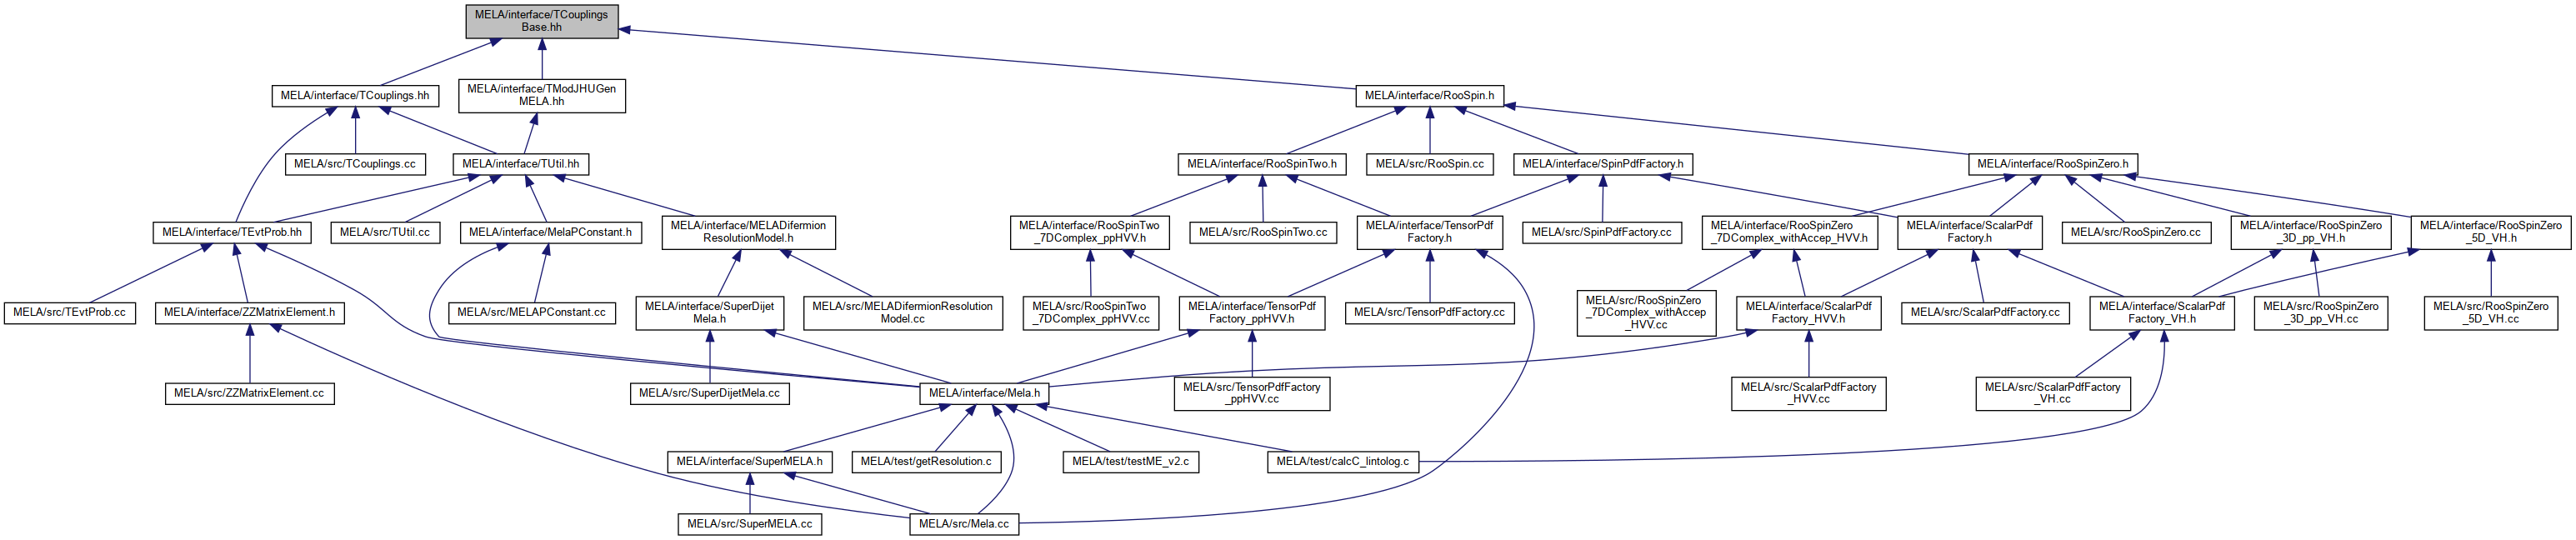 MELA/interface/TCouplings
Base.hh
MELA/interface/TCouplings.hh
MELA/interface/TModJHUGen
MELA.hh
MELA/interface/RooSpin.h
MELA/src/TCouplings.cc
MELA/interface/TUtil.hh
MELA/interface/RooSpinTwo.h
MELA/src/RooSpin.cc
MELA/interface/SpinPdfFactory.h
MELA/interface/RooSpinZero.h
MELA/interface/TEvtProb.hh
MELA/src/TUtil.cc
MELA/interface/MelaPConstant.h
MELA/interface/MELADifermion
ResolutionModel.h
MELA/interface/RooSpinTwo
_7DComplex_ppHVV.h
MELA/src/RooSpinTwo.cc
MELA/interface/TensorPdf
Factory.h
MELA/src/SpinPdfFactory.cc
MELA/interface/RooSpinZero
_7DComplex_withAccep_HVV.h
MELA/interface/ScalarPdf
Factory.h
MELA/src/RooSpinZero.cc
MELA/interface/RooSpinZero
_3D_pp_VH.h
MELA/interface/RooSpinZero
_5D_VH.h
MELA/src/TEvtProb.cc
MELA/interface/ZZMatrixElement.h
MELA/src/MELAPConstant.cc
MELA/interface/SuperDijet
Mela.h
MELA/src/MELADifermionResolution
Model.cc
MELA/src/RooSpinTwo
_7DComplex_ppHVV.cc
MELA/interface/TensorPdf
Factory_ppHVV.h
MELA/src/TensorPdfFactory.cc
MELA/src/RooSpinZero
_7DComplex_withAccep
_HVV.cc
MELA/interface/ScalarPdf
Factory_HVV.h
MELA/src/ScalarPdfFactory.cc
MELA/interface/ScalarPdf
Factory_VH.h
MELA/src/RooSpinZero
_3D_pp_VH.cc
MELA/src/RooSpinZero
_5D_VH.cc
MELA/src/ZZMatrixElement.cc
MELA/src/SuperDijetMela.cc
MELA/interface/Mela.h
MELA/src/TensorPdfFactory
_ppHVV.cc
MELA/src/ScalarPdfFactory
_HVV.cc
MELA/src/ScalarPdfFactory
_VH.cc
MELA/interface/SuperMELA.h
MELA/test/getResolution.c
MELA/test/testME_v2.c
MELA/test/calcC_lintolog.c
MELA/src/SuperMELA.cc
MELA/src/Mela.cc